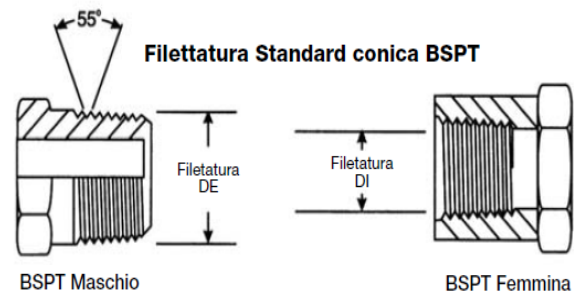 55°
Filettatura Standard conica BSPT
Filetatura
DE
Filetatura
DI
BSPT Maschio
BSPT Femmina